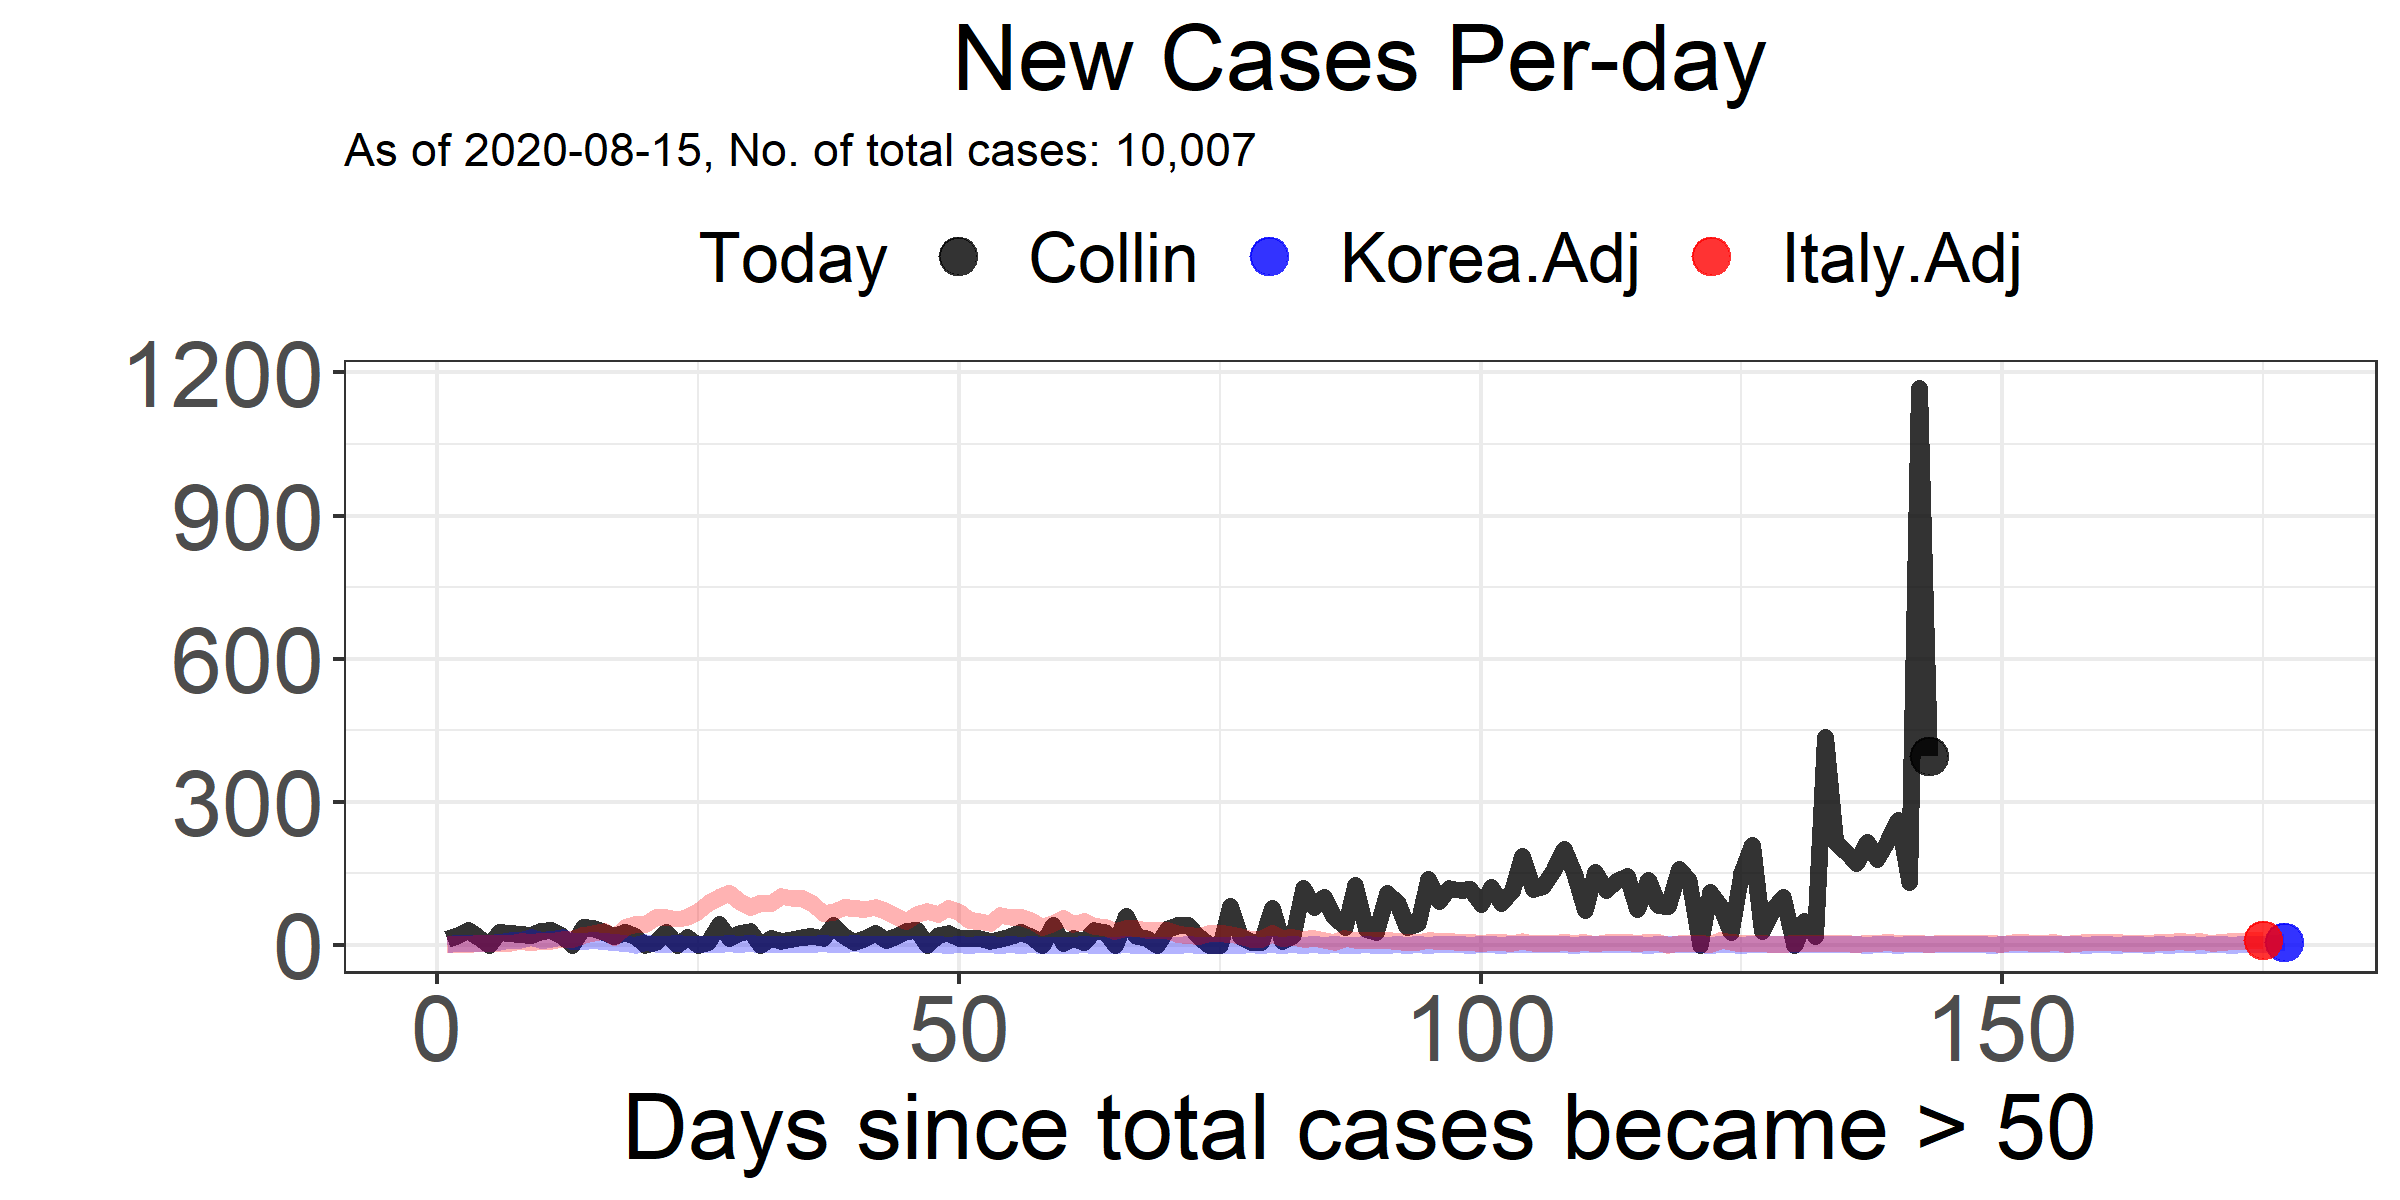 New Cases Per-day
As of 2020-08-15, No. of total cases: 10,007
Today Collin Korea.Adj Italy.Adj
1200
900
600
300
0
0 50 100 150
Days since total cases became > 50